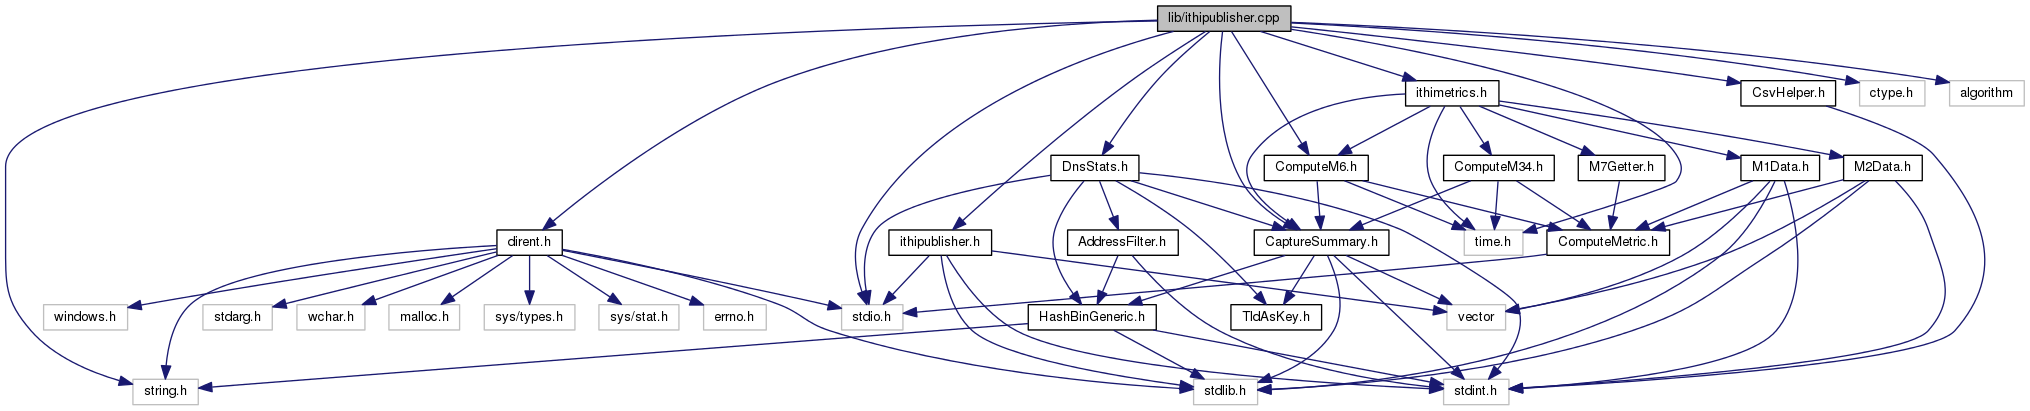 lib/ithipublisher.cpp
ithimetrics.h
CsvHelper.h
ctype.h
algorithm
DnsStats.h
ComputeM6.h
ComputeM34.h
M7Getter.h
M1Data.h
M2Data.h
dirent.h
ithipublisher.h
AddressFilter.h
CaptureSummary.h
time.h
ComputeMetric.h
windows.h
stdarg.h
wchar.h
malloc.h
sys/types.h
sys/stat.h
errno.h
stdio.h
HashBinGeneric.h
TldAsKey.h
vector
string.h
stdlib.h
stdint.h